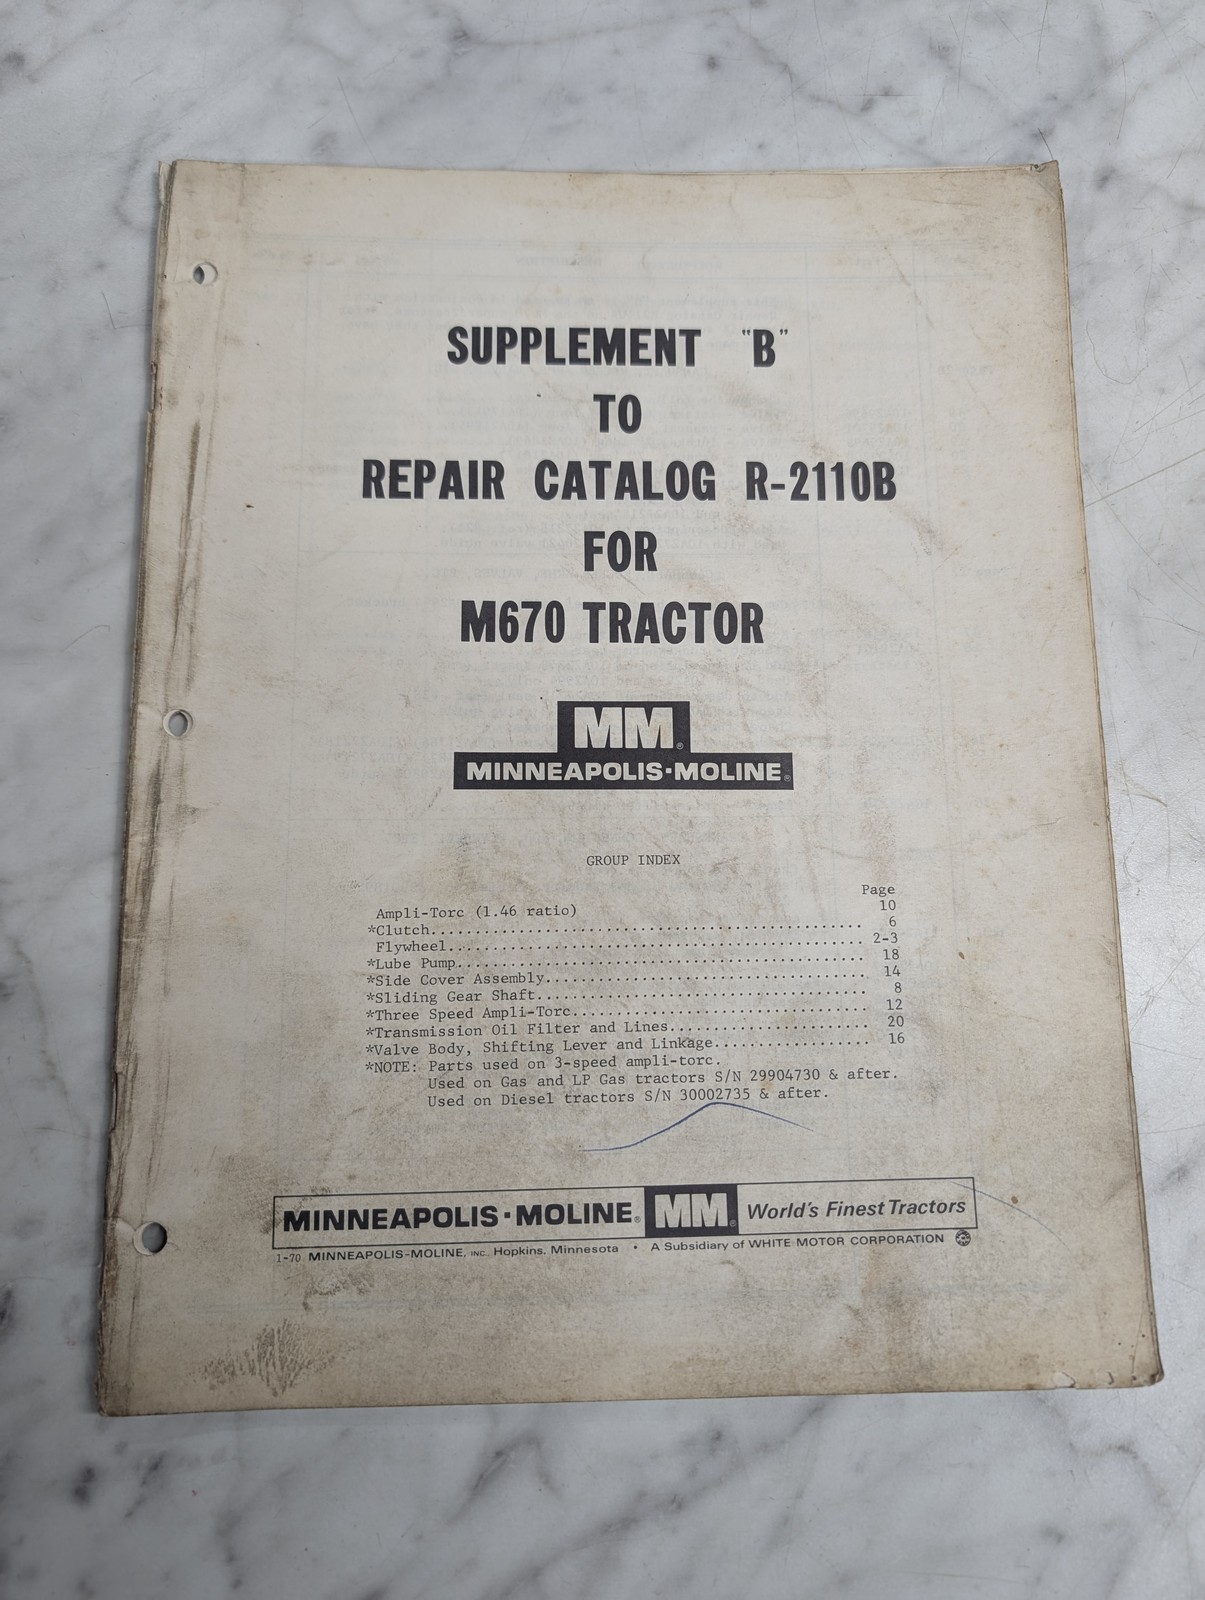 SUPPLEMENT "B"
TO
REPAIR CATALOG R-2110B
FOR
M670 TRACTOR
MM®
MINNEAPOLIS-MOLINE®
GROUP INDEX
Page
Ampli-Torc (1.46 ratio) 10
*Clutch.................................................. 6
Flywheel................................................ 2-3
*Lube Pump............................................... 18
*Side Cover Assembly..................................... 14
*Sliding Gear Shaft...................................... 8
*Three Speed Ampli-Torc.................................. 12
*Transmission Oil Filter and Lines........................ 20
*Valve Body, Shifting Lever and Linkage.................. 16
*NOTE: Parts used on 3-speed ampli-torc.
Used on Gas and LP Gas tractors S/N 29904730 & after.
Used on Diesel tractors S/N 30002735 & after.
MINNEAPOLIS-MOLINE® MM® World's Finest Tractors
1-70 MINNEAPOLIS-MOLINE, INC. Hopkins, Minnesota • A Subsidiary of WHITE MOTOR CORPORATION